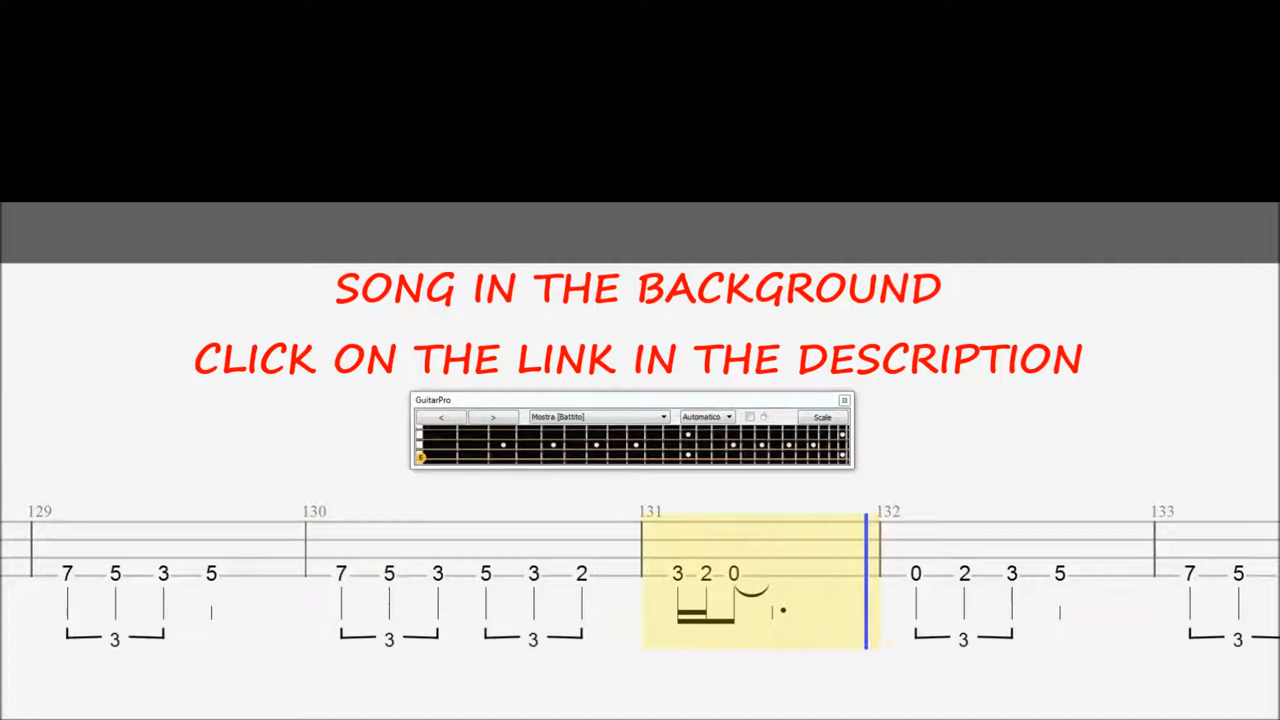 SONG IN THE BACKGROUND
CLICK ON THE LINK IN THE DESCRIPTION
GuitarPro
< > Mostra [Battito] Automatico Scale
E
129 130 131 132 133
7 5 3 5 7 5 3 5 3 2 3 2 0 0 2 3 5 7 5
3 3 3 3 3